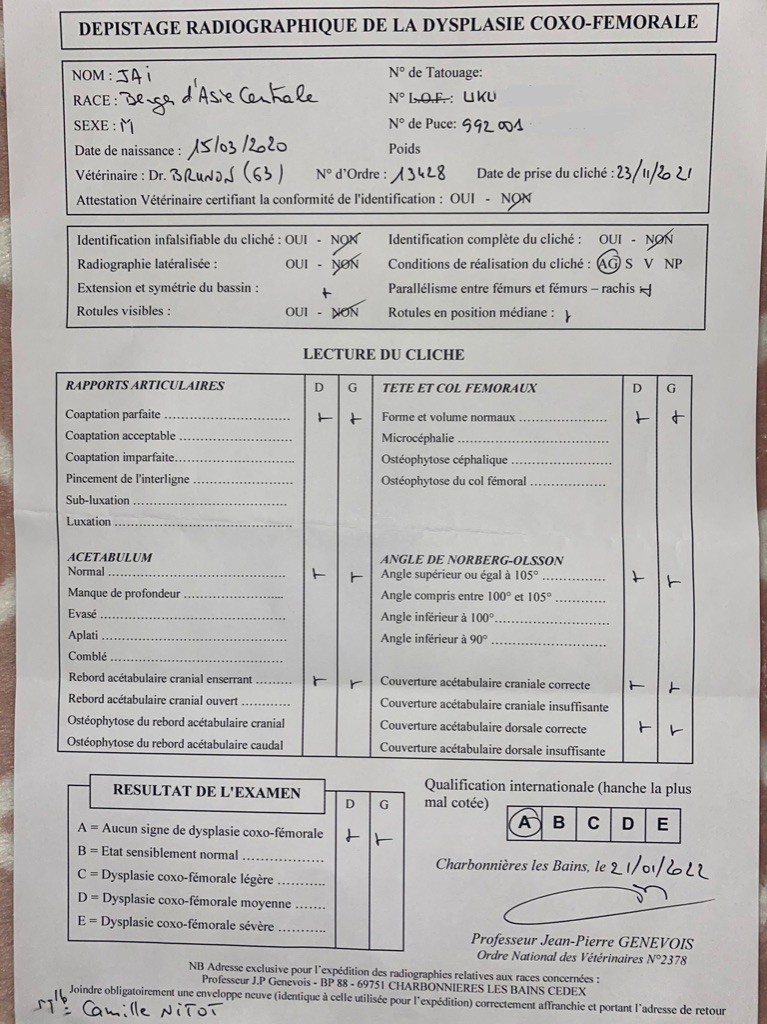 DEPISTAGE RADIOGRAPHIQUE DE LA DYSPLASIE COXO-FEMORALE
NOM : JAi
N° de Tatouage:
RACE : Berger d'Asie Centrale
N° L.O.F. : LIKU
SEXE : M
N° de Puce: 992 001
Date de naissance : 15/03/2020
Poids
Vétérinaire : Dr. BRUNON (63) N° d'Ordre : 13428 Date de prise du cliché : 23/11/2021
Attestation Vétérinaire certifiant la conformité de l'identification : OUI - NON
Identification infalsifiable du cliché : OUI - NON
Identification complète du cliché : OUI - NON
Radiographie latéralisée : OUI - NON
Conditions de réalisation du cliché : AG S V NP
Extension et symétrie du bassin : +
Parallélisme entre fémurs et fémurs – rachis +
Rotules visibles : OUI - NON
Rotules en position médiane : +
LECTURE DU CLICHE
RAPPORTS ARTICULAIRES D G
Coaptation parfaite + +
Coaptation acceptable
Coaptation imparfaite
Pincement de l'interligne
Sub-luxation
Luxation
TETE ET COL FEMORAUX D G
Forme et volume normaux + +
Microcéphalie
Ostéophytose céphalique
Ostéophytose du col fémoral
ACETABULUM
Normal + +
Manque de profondeur
Evasé
Aplati
Comblé
Rebord acétabulaire cranial enserrant + +
Rebord acétabulaire cranial ouvert
Ostéophytose du rebord acétabulaire cranial
Ostéophytose du rebord acétabulaire caudal
ANGLE DE NORBERG-OLSSON
Angle supérieur ou égal à 105° + +
Angle compris entre 100° et 105°
Angle inférieur à 100°
Angle inférieur à 90°
Couverture acétabulaire craniale correcte + +
Couverture acétabulaire craniale insuffisante
Couverture acétabulaire dorsale correcte + +
Couverture acétabulaire dorsale insuffisante
RESULTAT DE L'EXAMEN
D G
A = Aucun signe de dysplasie coxo-fémorale + +
B = Etat sensiblement normal
C = Dysplasie coxo-fémorale légère
D = Dysplasie coxo-fémorale moyenne
E = Dysplasie coxo-fémorale sévère
Qualification internationale (hanche la plus
mal cotée)
A B C D E
Charbonnières les Bains, le 21/01/2022
Professeur Jean-Pierre GENEVOIS
Ordre National des Vétérinaires N°2378
NB Adresse exclusive pour l'expédition des radiographies relatives aux races concernées :
Professeur J.P Genevois - BP 88 - 69751 CHARBONNIERES LES BAINS CEDEX
Joindre obligatoirement une enveloppe neuve (identique à celle utilisée pour l'expédition) correctement affranchie et portant l'adresse de retour
Camille NiTOT